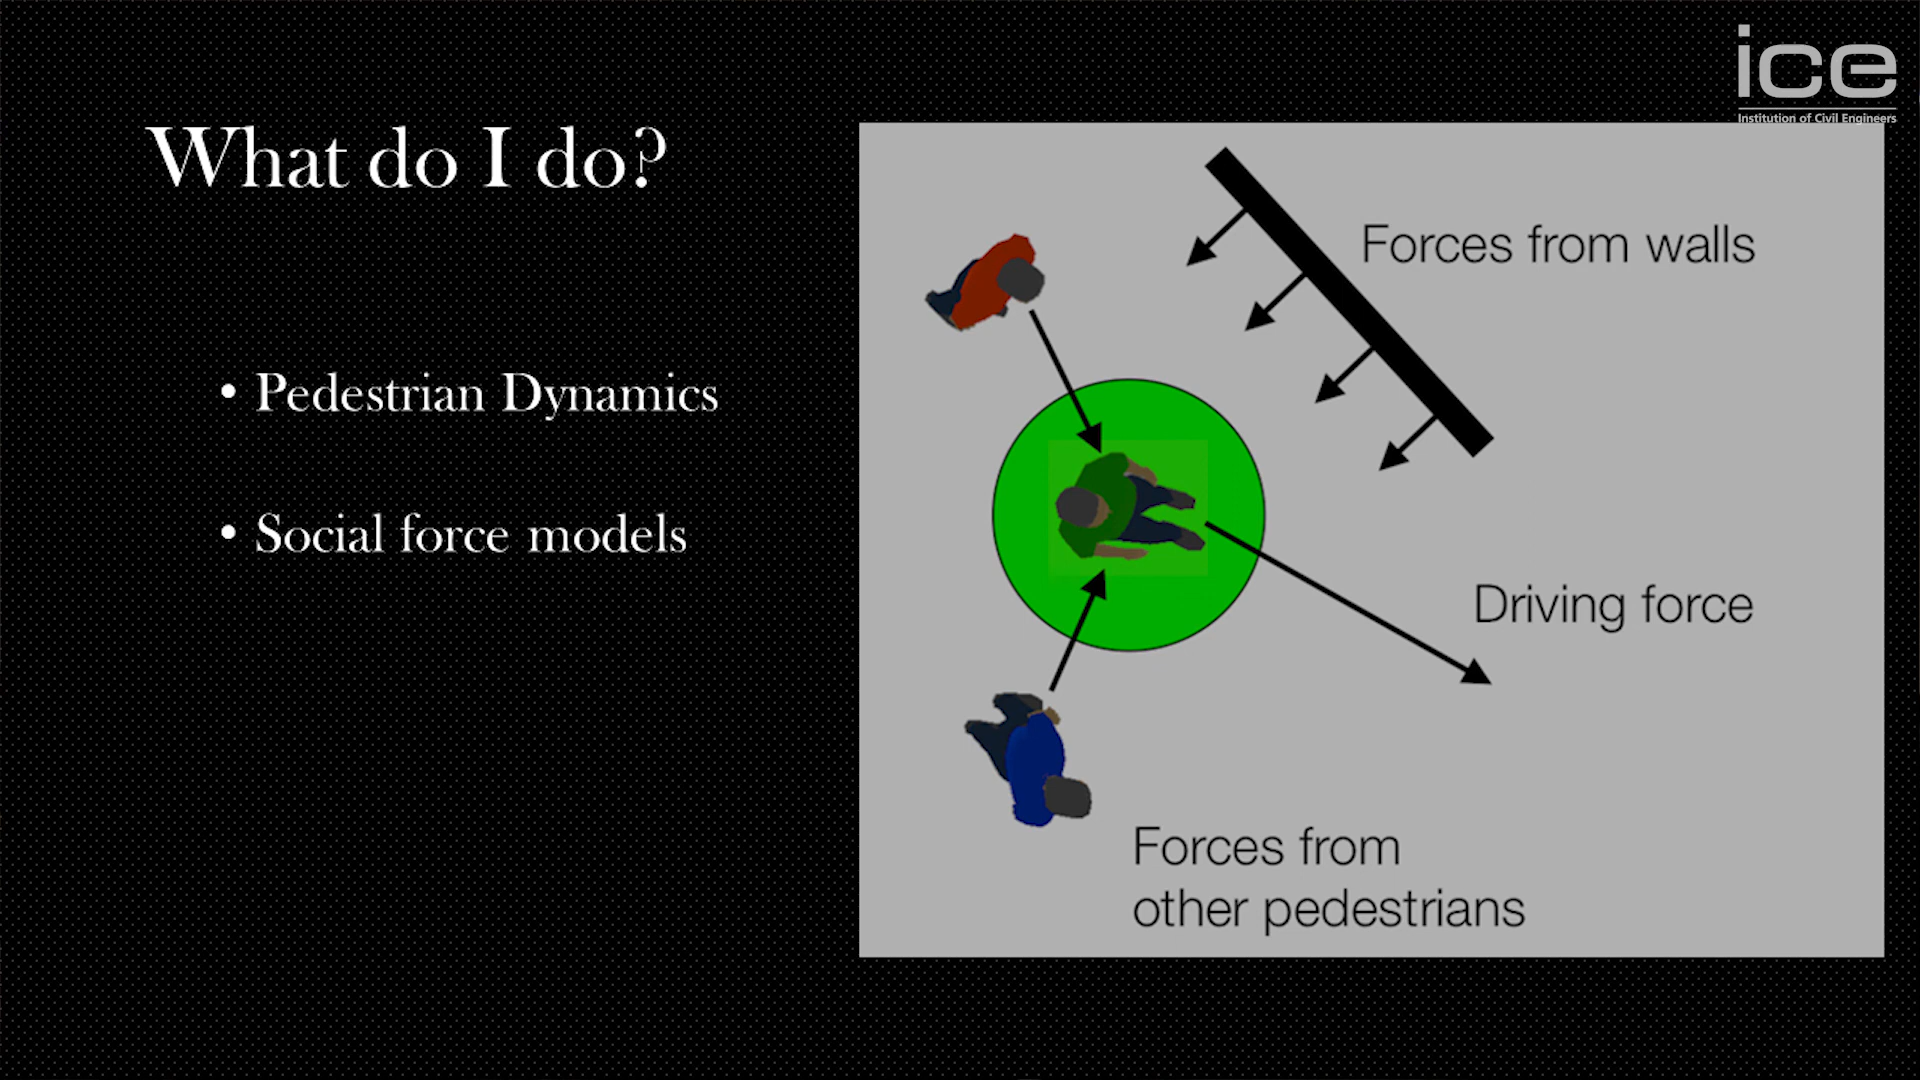 ice
Institution of Civil Engineers
What do I do?
• Pedestrian Dynamics
• Social force models
Forces from walls
Driving force
Forces from
other pedestrians